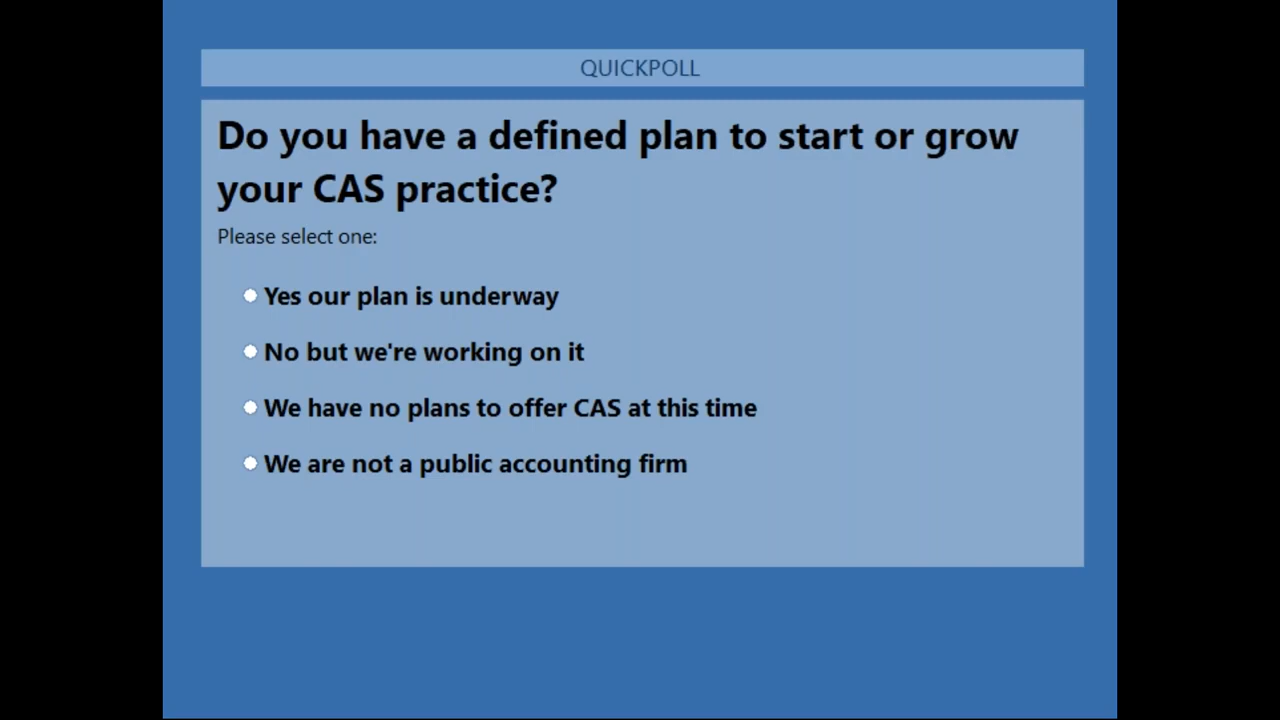 QUICKPOLL
Do you have a defined plan to start or grow
your CAS practice?
Please select one:
Yes our plan is underway
No but we're working on it
We have no plans to offer CAS at this time
We are not a public accounting firm